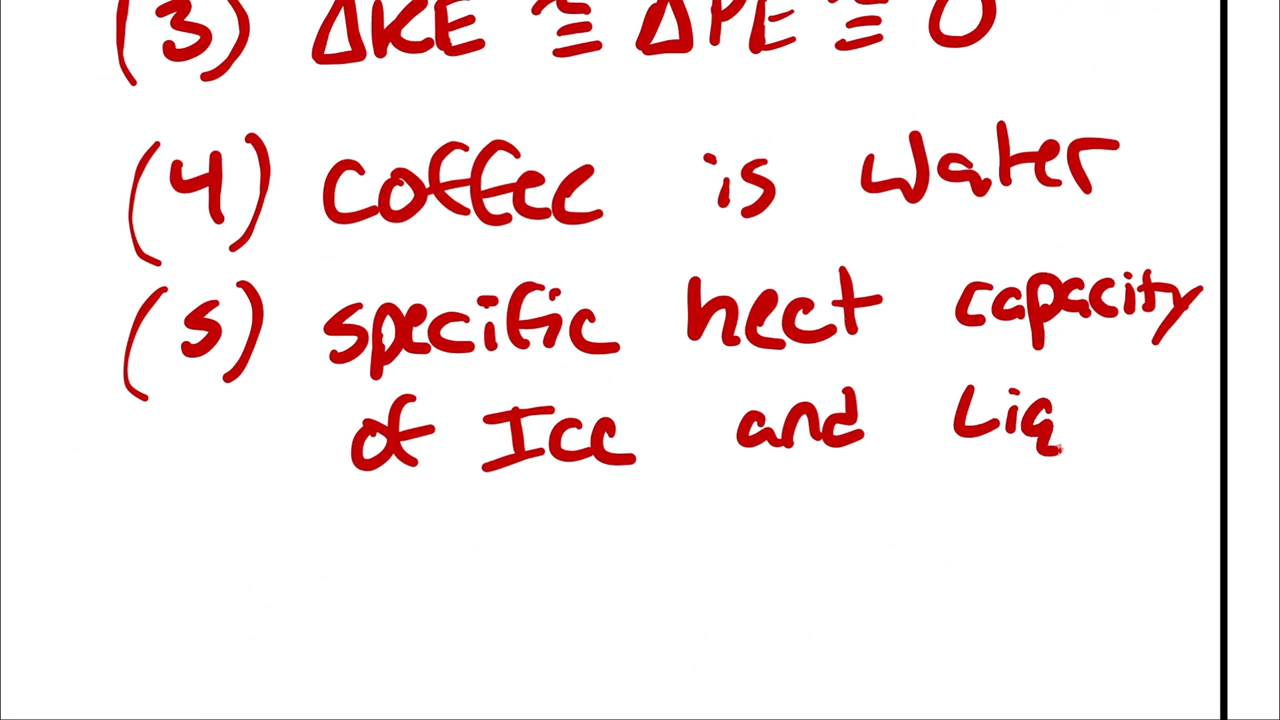 (3) ΔKE ≅ ΔPE ≅ 0
(4) Coffee is water
(5) specific heat capacity
of Ice and Liq